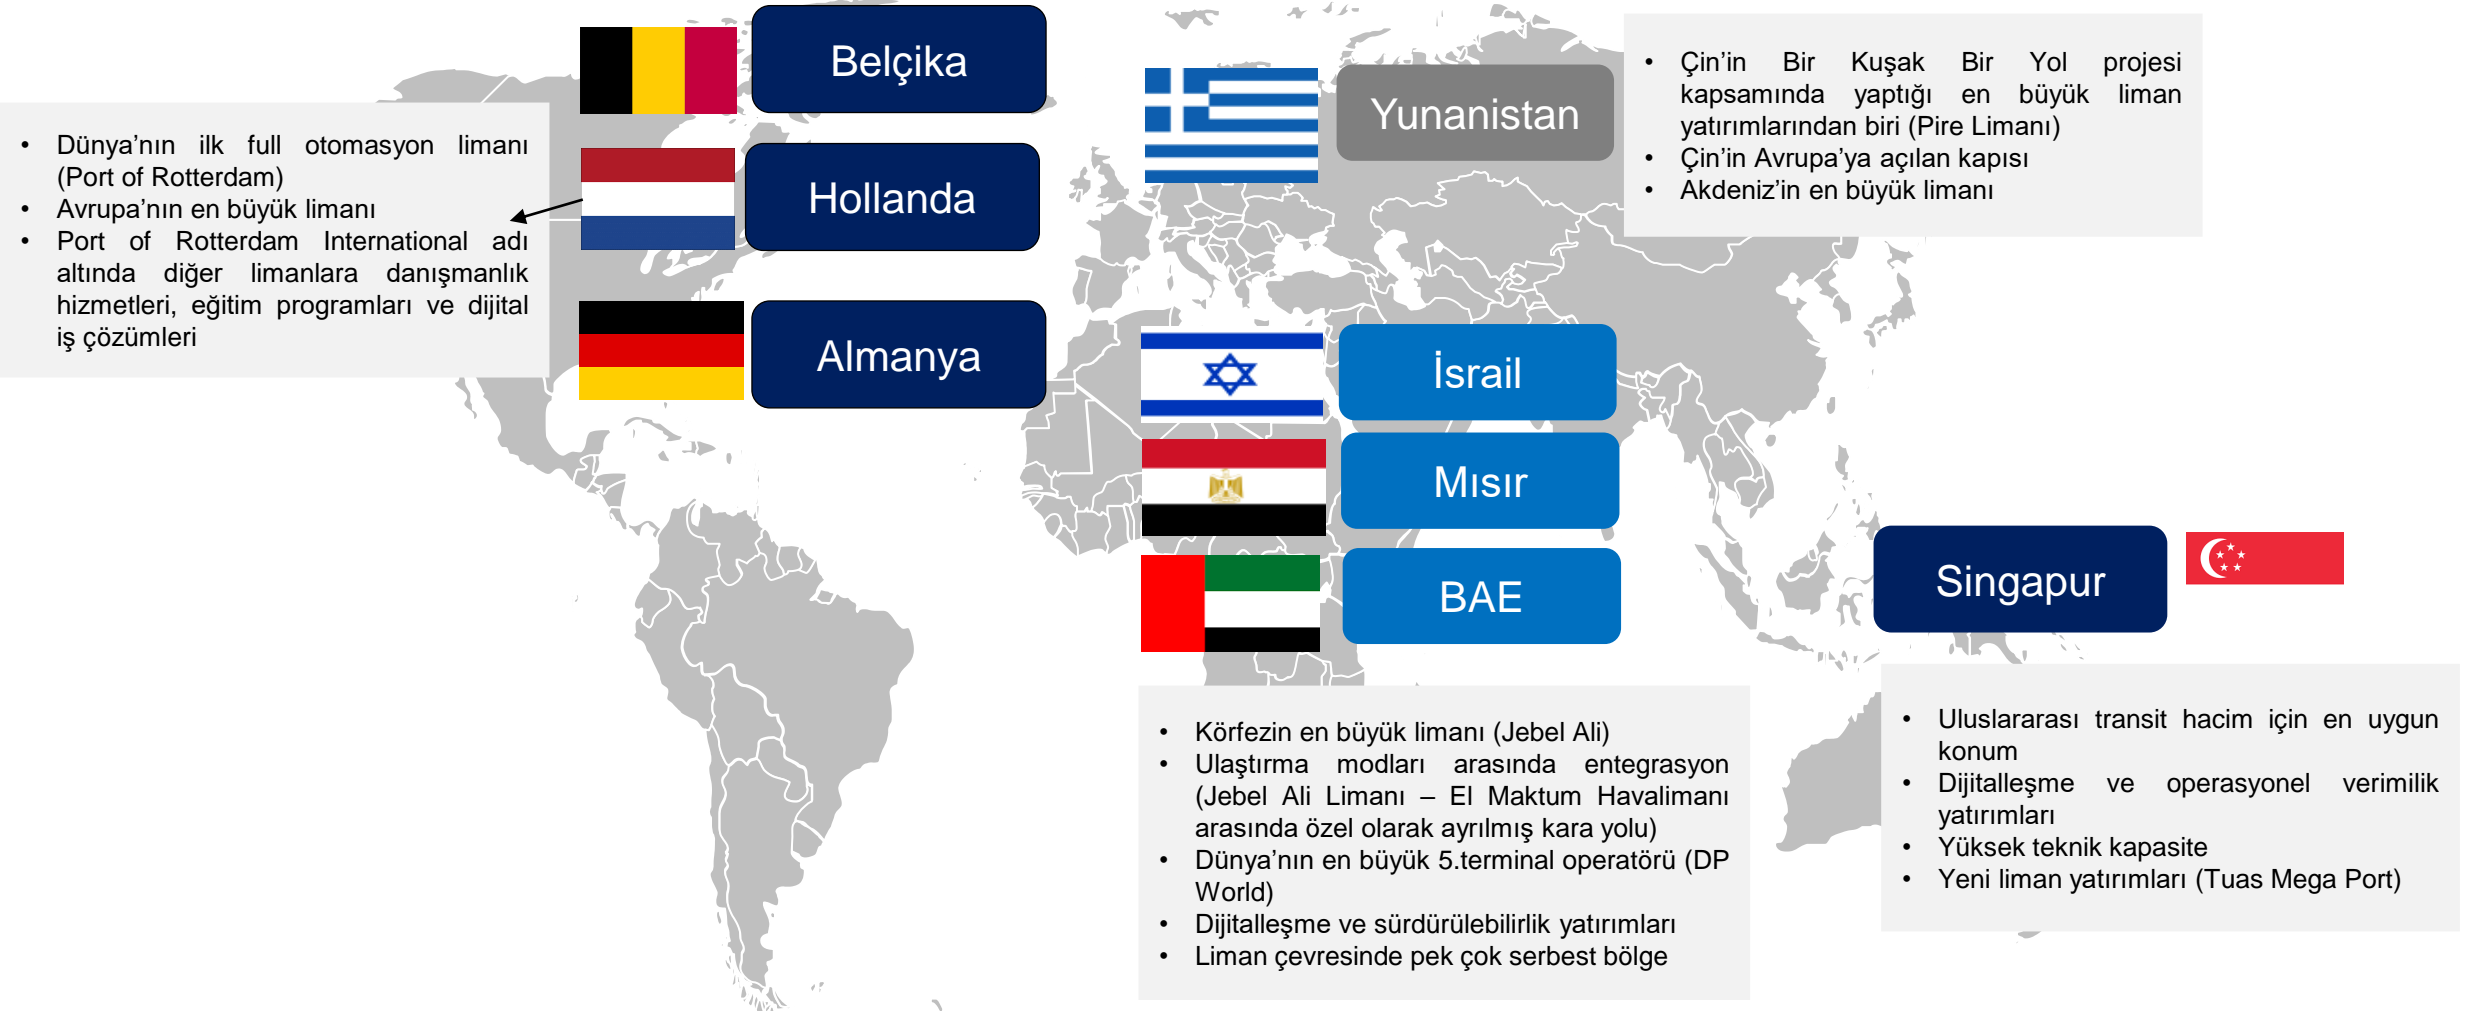 Belçika
• Dünya’nın ilk full otomasyon limanı
(Port of Rotterdam)
• Avrupa’nın en büyük limanı
• Port of Rotterdam International adı
altında diğer limanlara danışmanlık
hizmetleri, eğitim programları ve dijital
iş çözümleri
Hollanda
Almanya
Yunanistan
• Çin’in Bir Kuşak Bir Yol projesi
kapsamında yaptığı en büyük liman
yatırımlarından biri (Pire Limanı)
• Çin’in Avrupa’ya açılan kapısı
• Akdeniz’in en büyük limanı
İsrail
Mısır
BAE
• Körfezin en büyük limanı (Jebel Ali)
• Ulaştırma modları arasında entegrasyon
(Jebel Ali Limanı – El Maktum Havalimanı
arasında özel olarak ayrılmış kara yolu)
• Dünya’nın en büyük 5.terminal operatörü (DP
World)
• Dijitalleşme ve sürdürülebilirlik yatırımları
• Liman çevresinde pek çok serbest bölge
Singapur
• Uluslararası transit hacim için en uygun
konum
• Dijitalleşme ve operasyonel verimilik
yatırımları
• Yüksek teknik kapasite
• Yeni liman yatırımları (Tuas Mega Port)